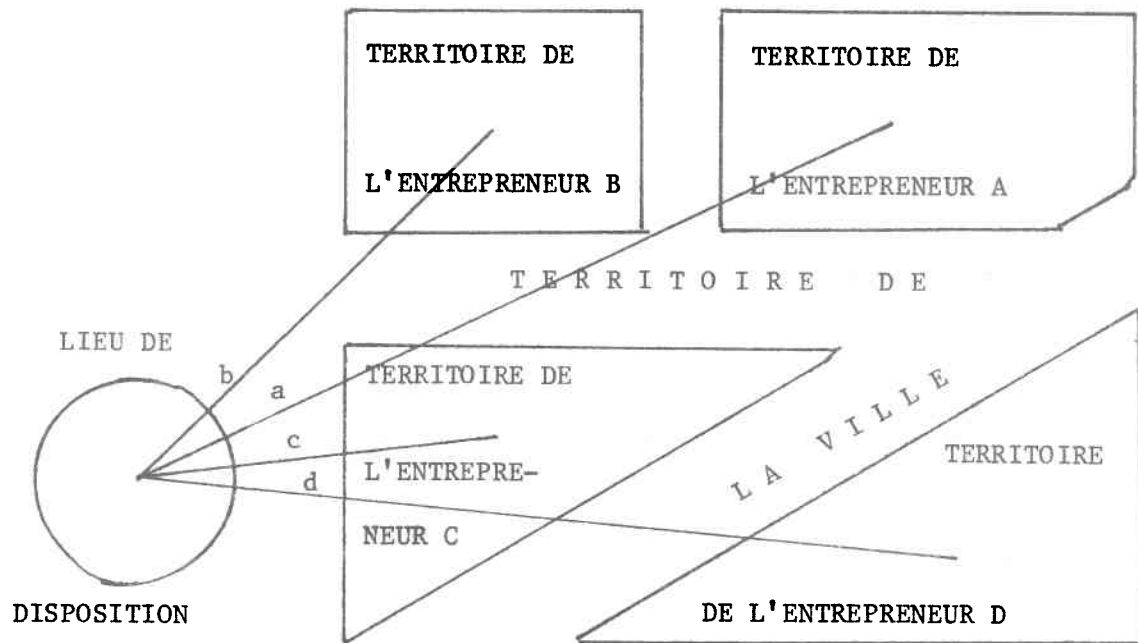 TERRITOIRE DE
L'ENTREPRENEUR B
TERRITOIRE DE
L'ENTREPRENEUR A
TERRITOIRE DE
LA VILLE
LIEU DE
DISPOSITION
b
a
c
d
TERRITOIRE DE
L'ENTREPRE-
NEUR C
TERRITOIRE
DE L'ENTREPRENEUR D